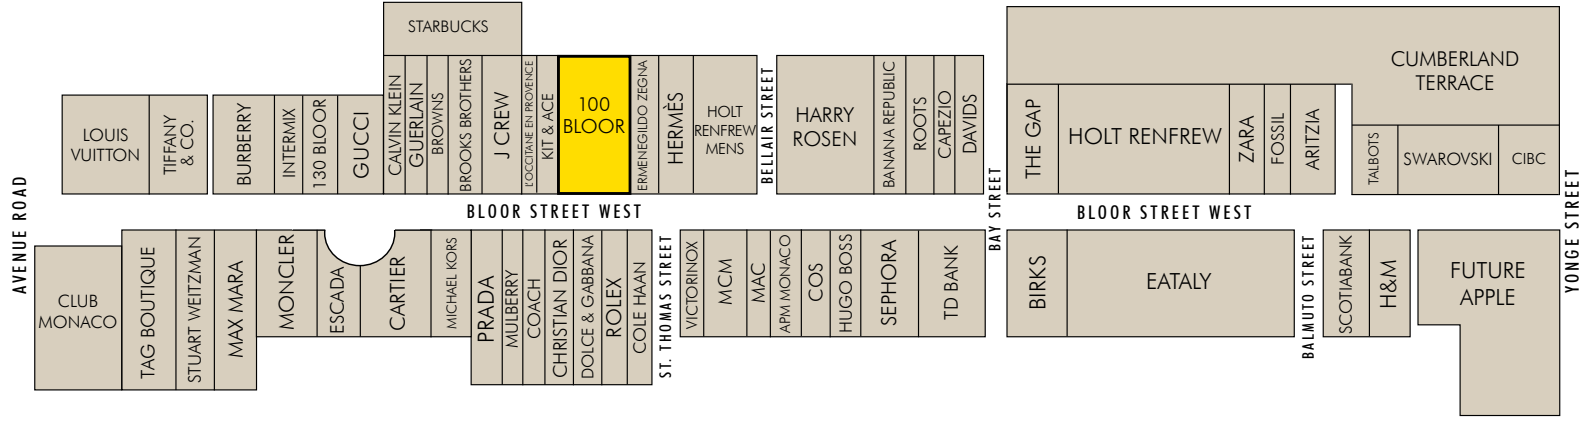 STARBUCKS
CUMBERLAND
TERRACE
LOUIS
VUITTON
TIFFANY
& CO.
BURBERRY
INTERMIX
130 BLOOR
GUCCI
CALVIN KLEIN
GUERLAIN
BROWNS
BROOKS BROTHERS
J CREW
L'OCCITANE EN PROVENCE
KIT & ACE
100
BLOOR
ERMENEGILDO ZEGNA
HERMÈS
HOLT
RENFREW
MENS
BELLAIR STREET
HARRY
ROSEN
BANANA REPUBLIC
ROOTS
CAPEZIO
DAVIDS
THE GAP
HOLT RENFREW
ZARA
FOSSIL
ARITZIA
TALBOTS
SWAROVSKI
CIBC
AVENUE ROAD
BLOOR STREET WEST
BAY STREET
BLOOR STREET WEST
YONGE STREET
CLUB
MONACO
TAG BOUTIQUE
STUART WEITZMAN
MAX MARA
MONCLER
ESCADA
CARTIER
MICHAEL KORS
PRADA
MULBERRY
COACH
CHRISTIAN DIOR
DOLCE & GABBANA
ROLEX
COLE HAAN
ST. THOMAS STREET
VICTORINOX
MCM
MAC
APM MONACO
COS
HUGO BOSS
SEPHORA
TD BANK
BIRKS
EATALY
BALMUTO STREET
SCOTIABANK
H&M
FUTURE
APPLE